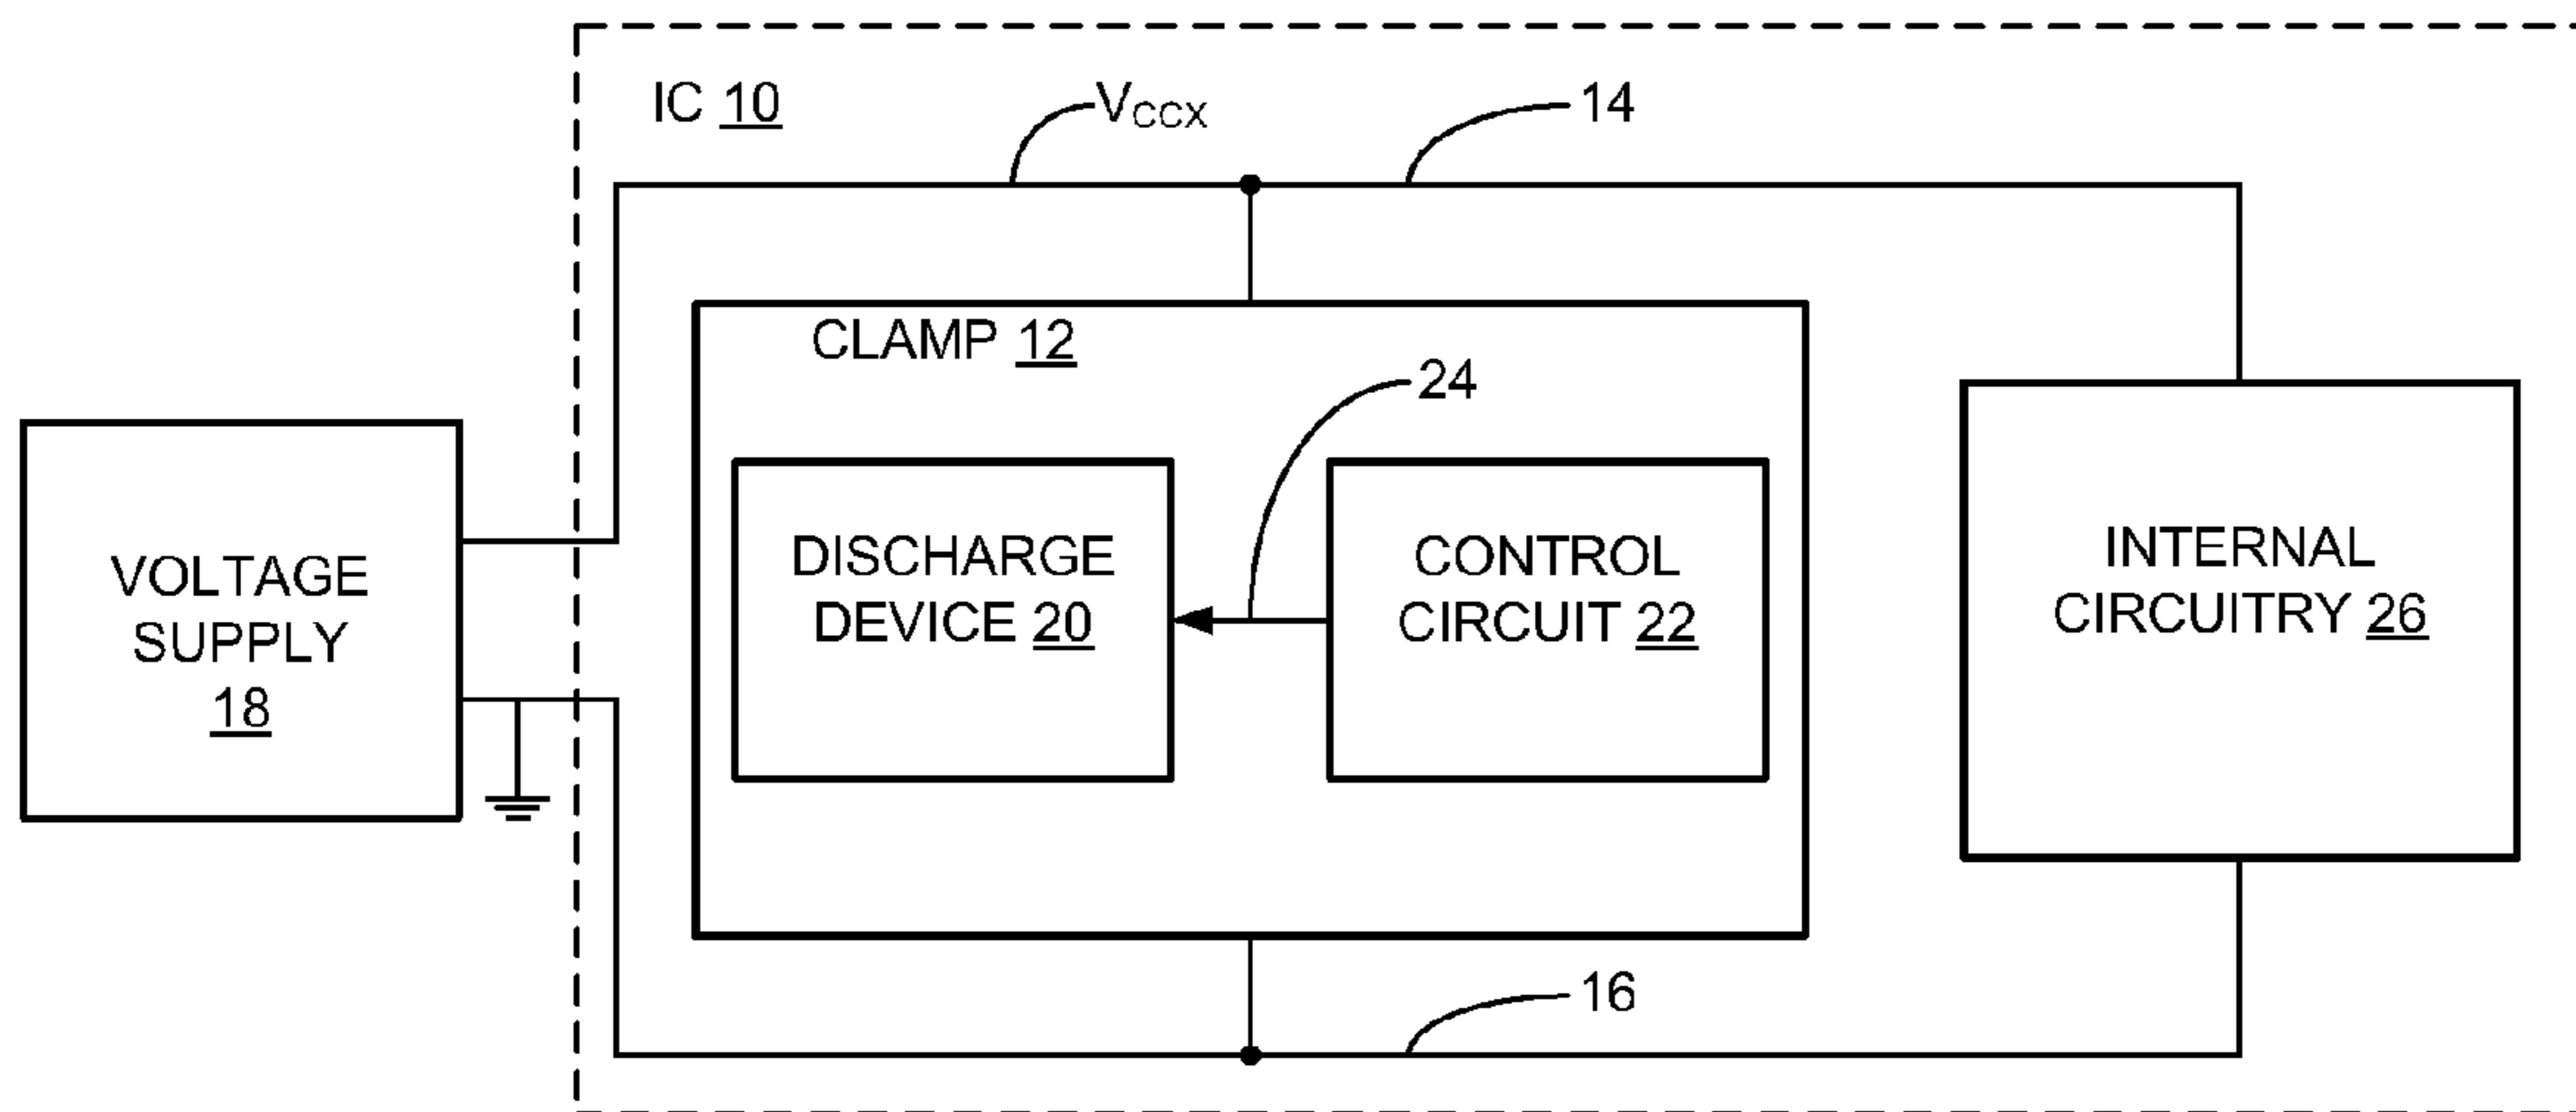 IC 10
VCCX
14
CLAMP 12
24
VOLTAGE
SUPPLY
18
DISCHARGE
DEVICE 20
CONTROL
CIRCUIT 22
INTERNAL
CIRCUITRY 26
16